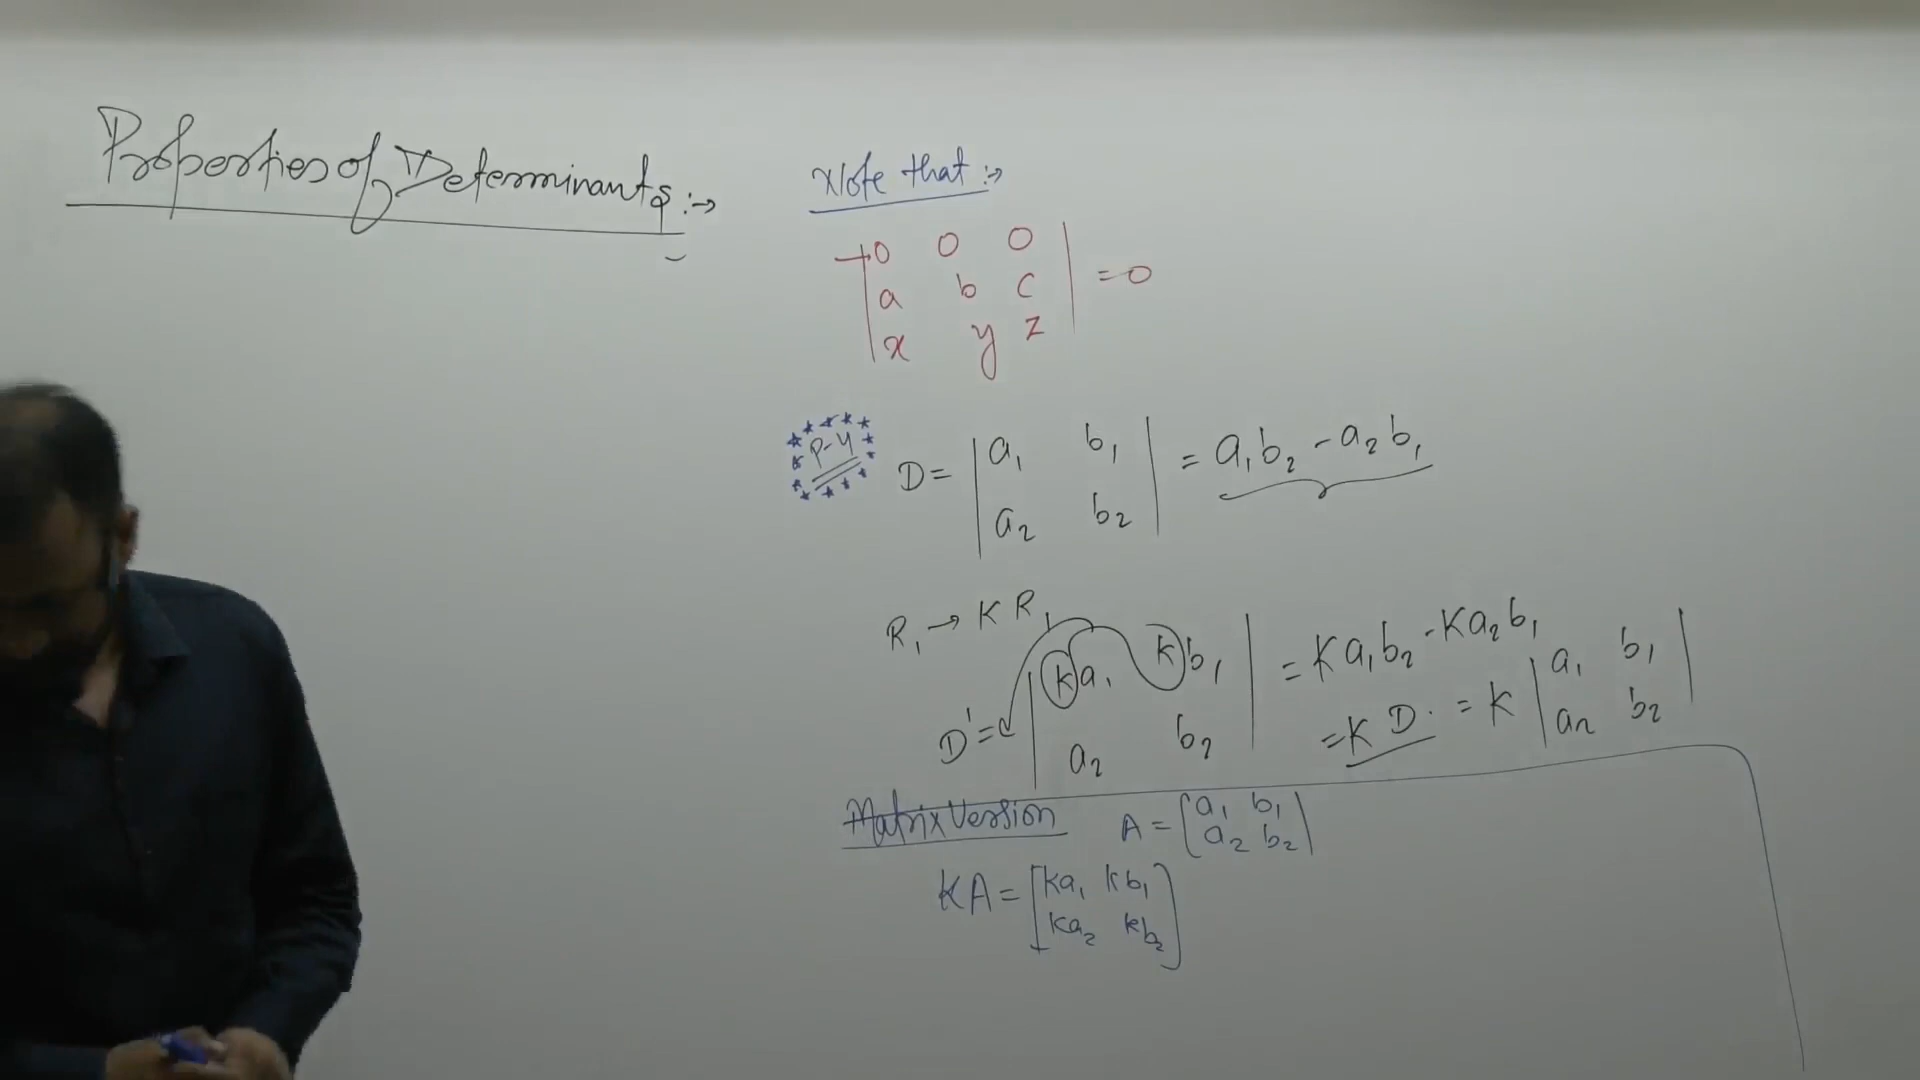 Properties of Determinants :→
Note that :→
0 0 0
a b c = 0
x y z
P-4
D = | a₁ b₁ | = a₁b₂ - a₂b₁
| a₂ b₂ |
R₁ → K R₁
D' = | ka₁ kb₁ | = Ka₁b₂ - Ka₂b₁
| a₂ b₂ | = K D. = K | a₁ b₁ |
| a₂ b₂ |
Matrix Version A = [ a₁ b₁ ]
[ a₂ b₂ ]
KA = [ Ka₁ kb₁ ]
[ Ka₂ kb₂ ]